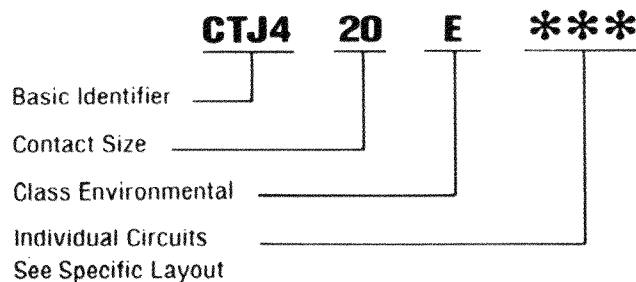 CTJ4 20 E ***
Basic Identifier
Contact Size
Class Environmental
Individual Circuits
See Specific Layout